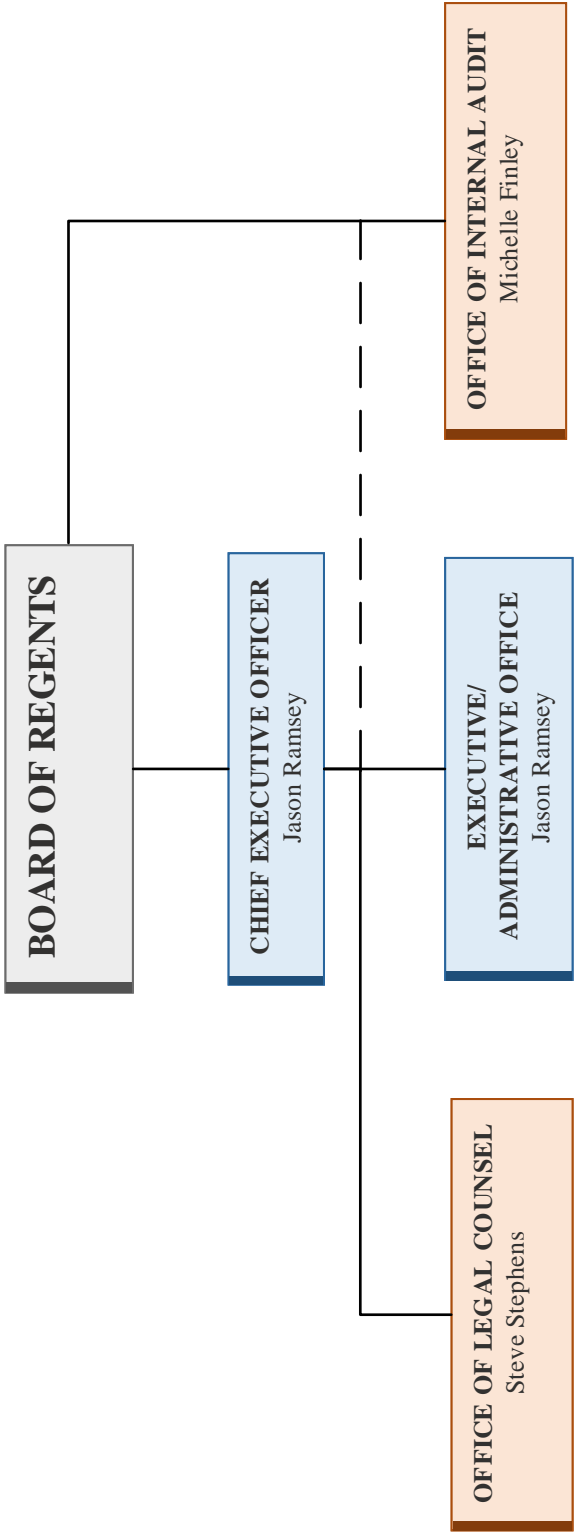 BOARD OF REGENTS
CHIEF EXECUTIVE OFFICER
Jason Ramsey
OFFICE OF LEGAL COUNSEL
Steve Stephens
EXECUTIVE/
ADMINISTRATIVE OFFICE
Jason Ramsey
OFFICE OF INTERNAL AUDIT
Michelle Finley